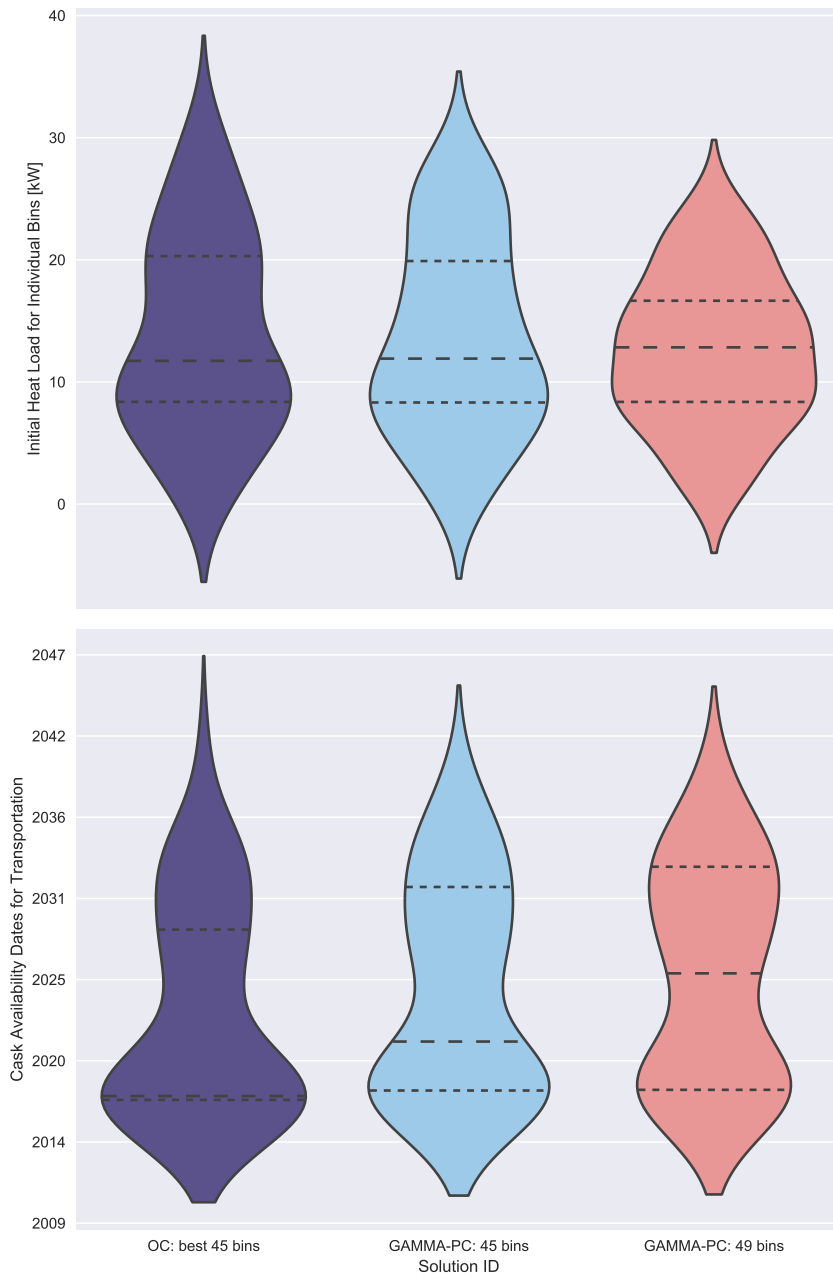 40
30
20
10
0
Initial Heat Load for Individual Bins [kW]
2047
2042
2036
2031
2025
2020
2014
2009
Cask Availability Dates for Transportation
OC: best 45 bins
GAMMA-PC: 45 bins
GAMMA-PC: 49 bins
Solution ID